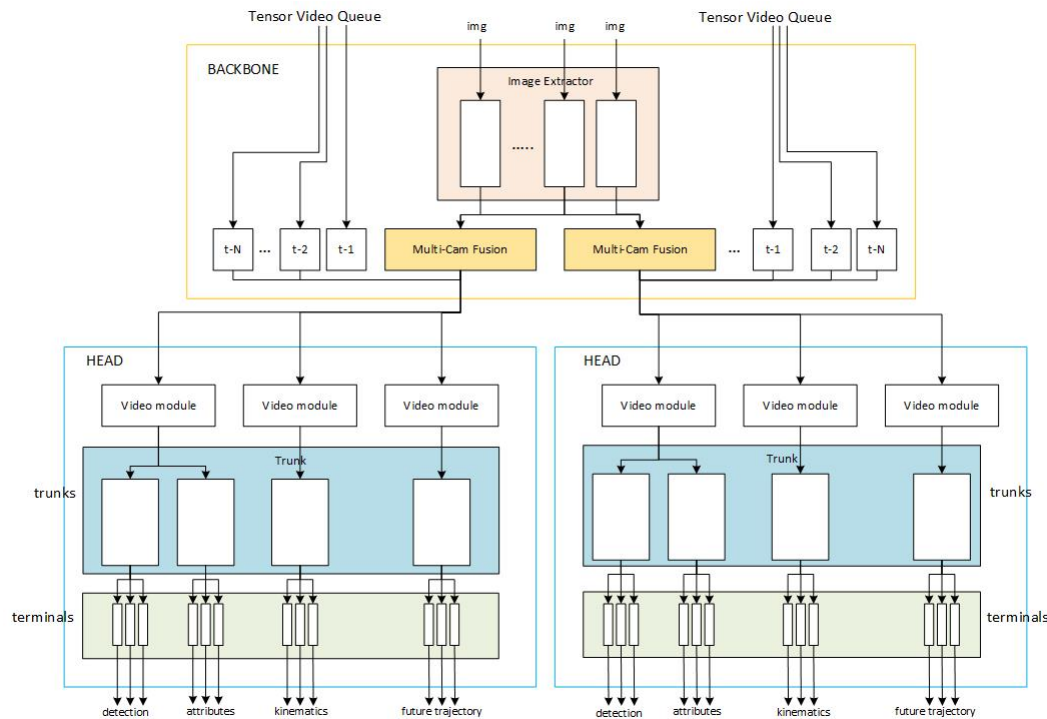 Tensor Video Queue
img
img
img
Tensor Video Queue
BACKBONE
Image Extractor
.....
t-N
...
t-2
t-1
Multi-Cam Fusion
Multi-Cam Fusion
...
t-1
t-2
t-N
HEAD
Video module
Video module
Video module
Trunk
trunks
terminals
detection
attributes
kinematics
future trajectory
HEAD
Video module
Video module
Video module
Trunk
trunks
terminals
detection
attributes
kinematics
future trajectory